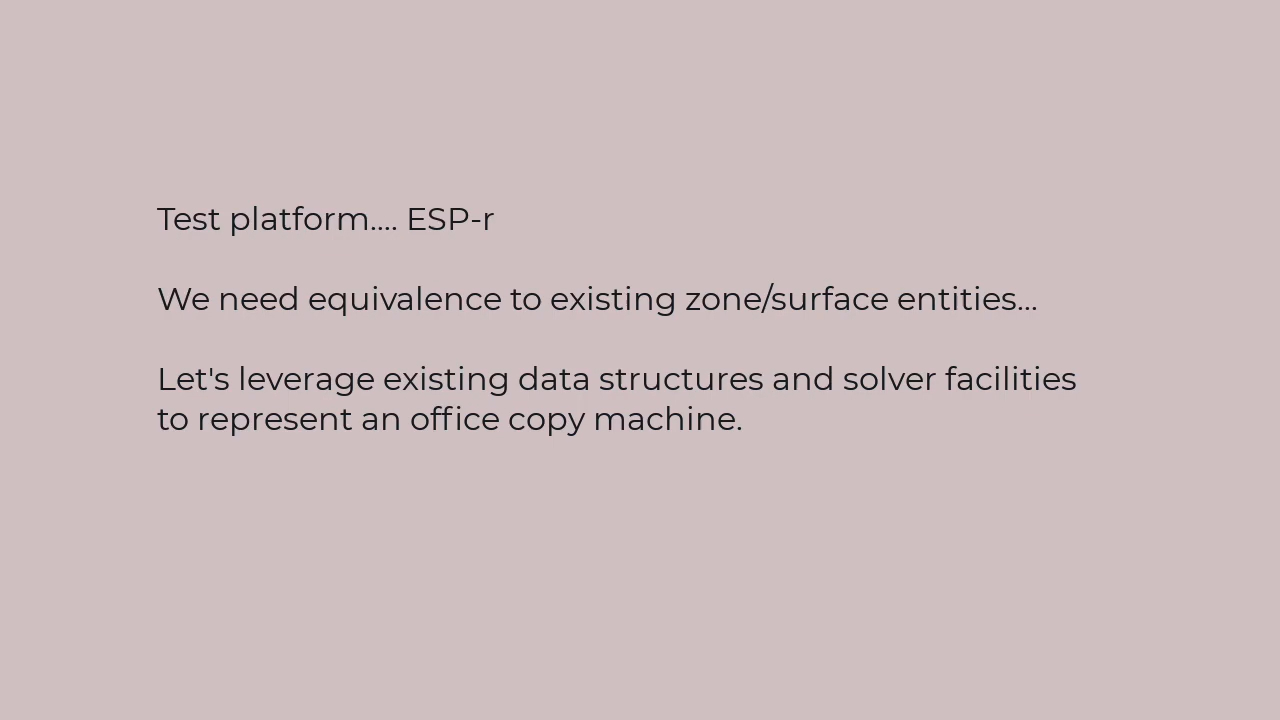 Test platform.... ESP-r
We need equivalence to existing zone/surface entities...
Let's leverage existing data structures and solver facilities
to represent an office copy machine.